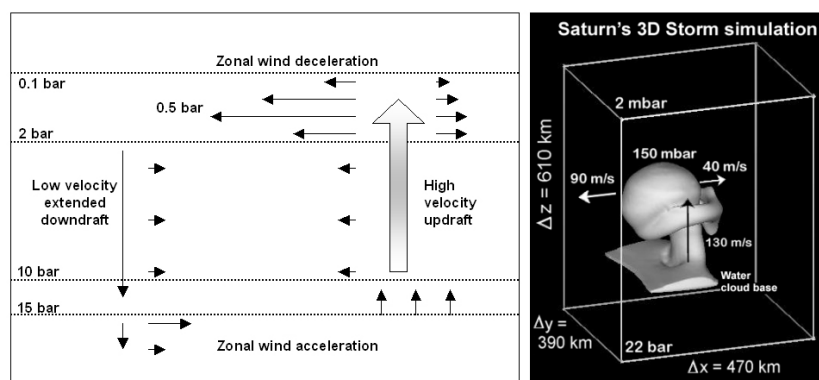 Zonal wind deceleration
0.1 bar
0.5 bar
2 bar
Low velocity
extended
downdraft
High
velocity
updraft
10 bar
15 bar
Zonal wind acceleration
Saturn's 3D Storm simulation
2 mbar
150 mbar
90 m/s
40 m/s
Δz = 610 km
130 m/s
Water
cloud base
Δy =
390 km
22 bar
Δx = 470 km